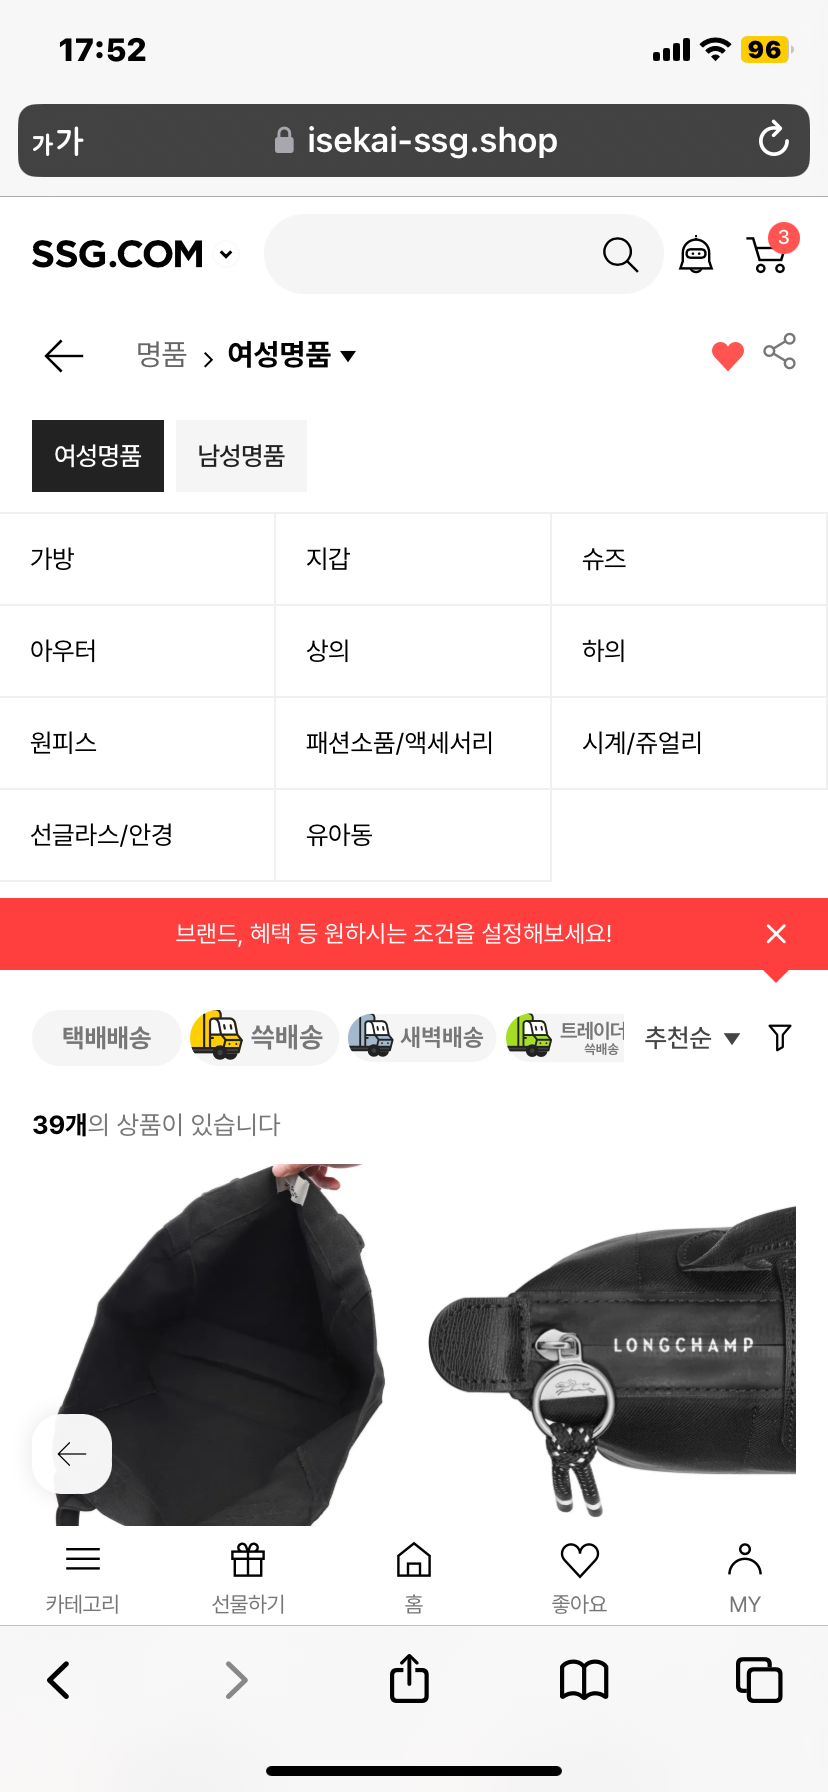 17:52
96
가가
isekai-ssg.shop
SSG.COM
3
명품 > 여성명품
여성명품 남성명품
가방 지갑 슈즈
아우터 상의 하의
원피스 패션소품/액세서리 시계/쥬얼리
선글라스/안경 유아동
브랜드, 혜택 등 원하시는 조건을 설정해보세요!
택배배송 쓱배송 새벽배송 트레이더 추천순
쓱배송
39개의 상품이 있습니다
LONGCHAMP
카테고리 선물하기 홈 좋아요 MY